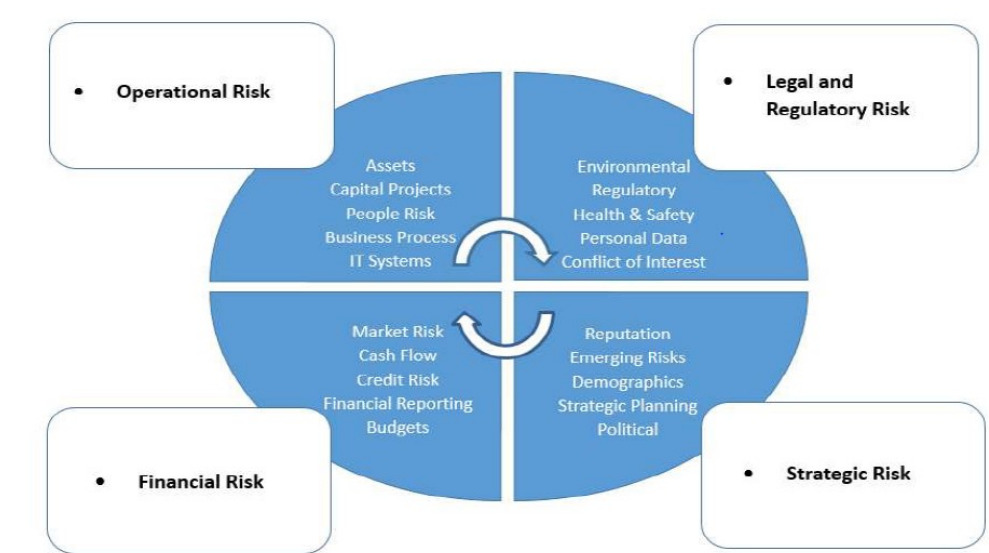 • Operational Risk
• Legal and
Regulatory Risk
Assets
Capital Projects
People Risk
Business Process
IT Systems
Environmental
Regulatory
Health & Safety
Personal Data
Conflict of Interest
Market Risk
Cash Flow
Credit Risk
Financial Reporting
Budgets
Reputation
Emerging Risks
Demographics
Strategic Planning
Political
• Financial Risk
• Strategic Risk